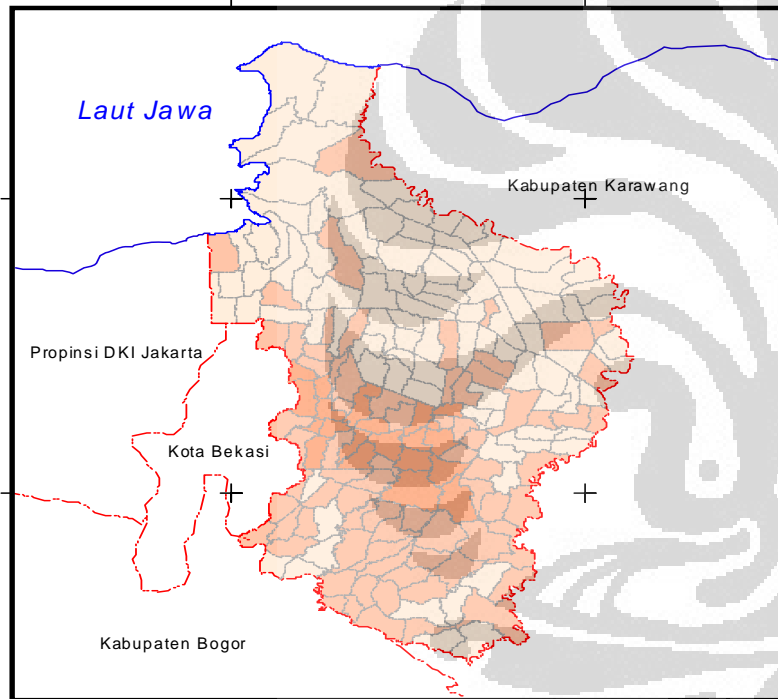 Laut Jawa
Kabupaten Karawang
Propinsi DKI Jakarta
Kota Bekasi
Kabupaten Bogor